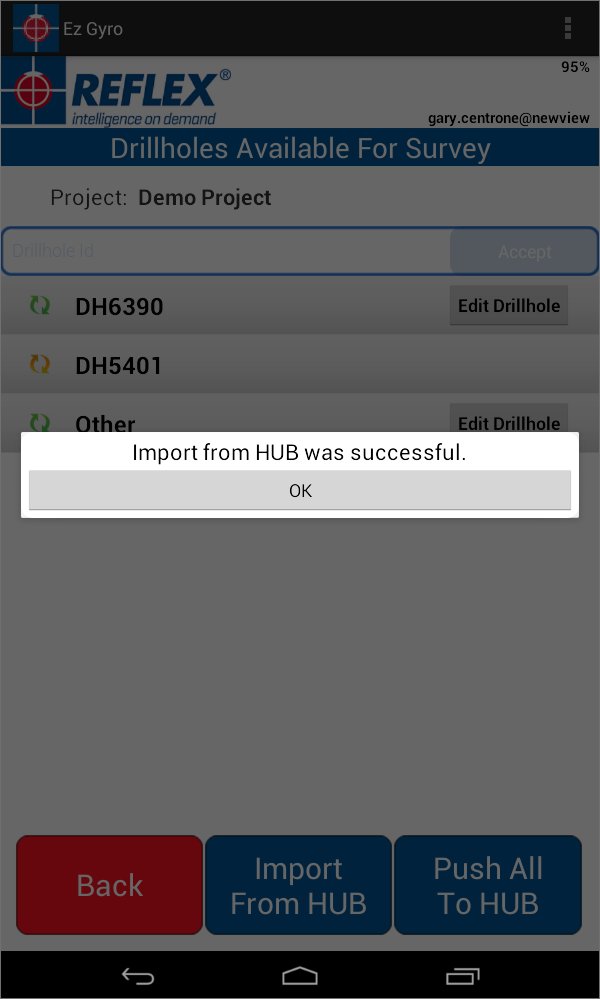 Ez Gyro
95%
REFLEX®
intelligence on demand
gary.centrone@newview
Drillholes Available For Survey
Project: Demo Project
Drillhole Id Accept
DH6390 Edit Drillhole
DH5401
Other Edit Drillhole
Import from HUB was successful.
OK
Back
Import
From HUB
Push All
To HUB